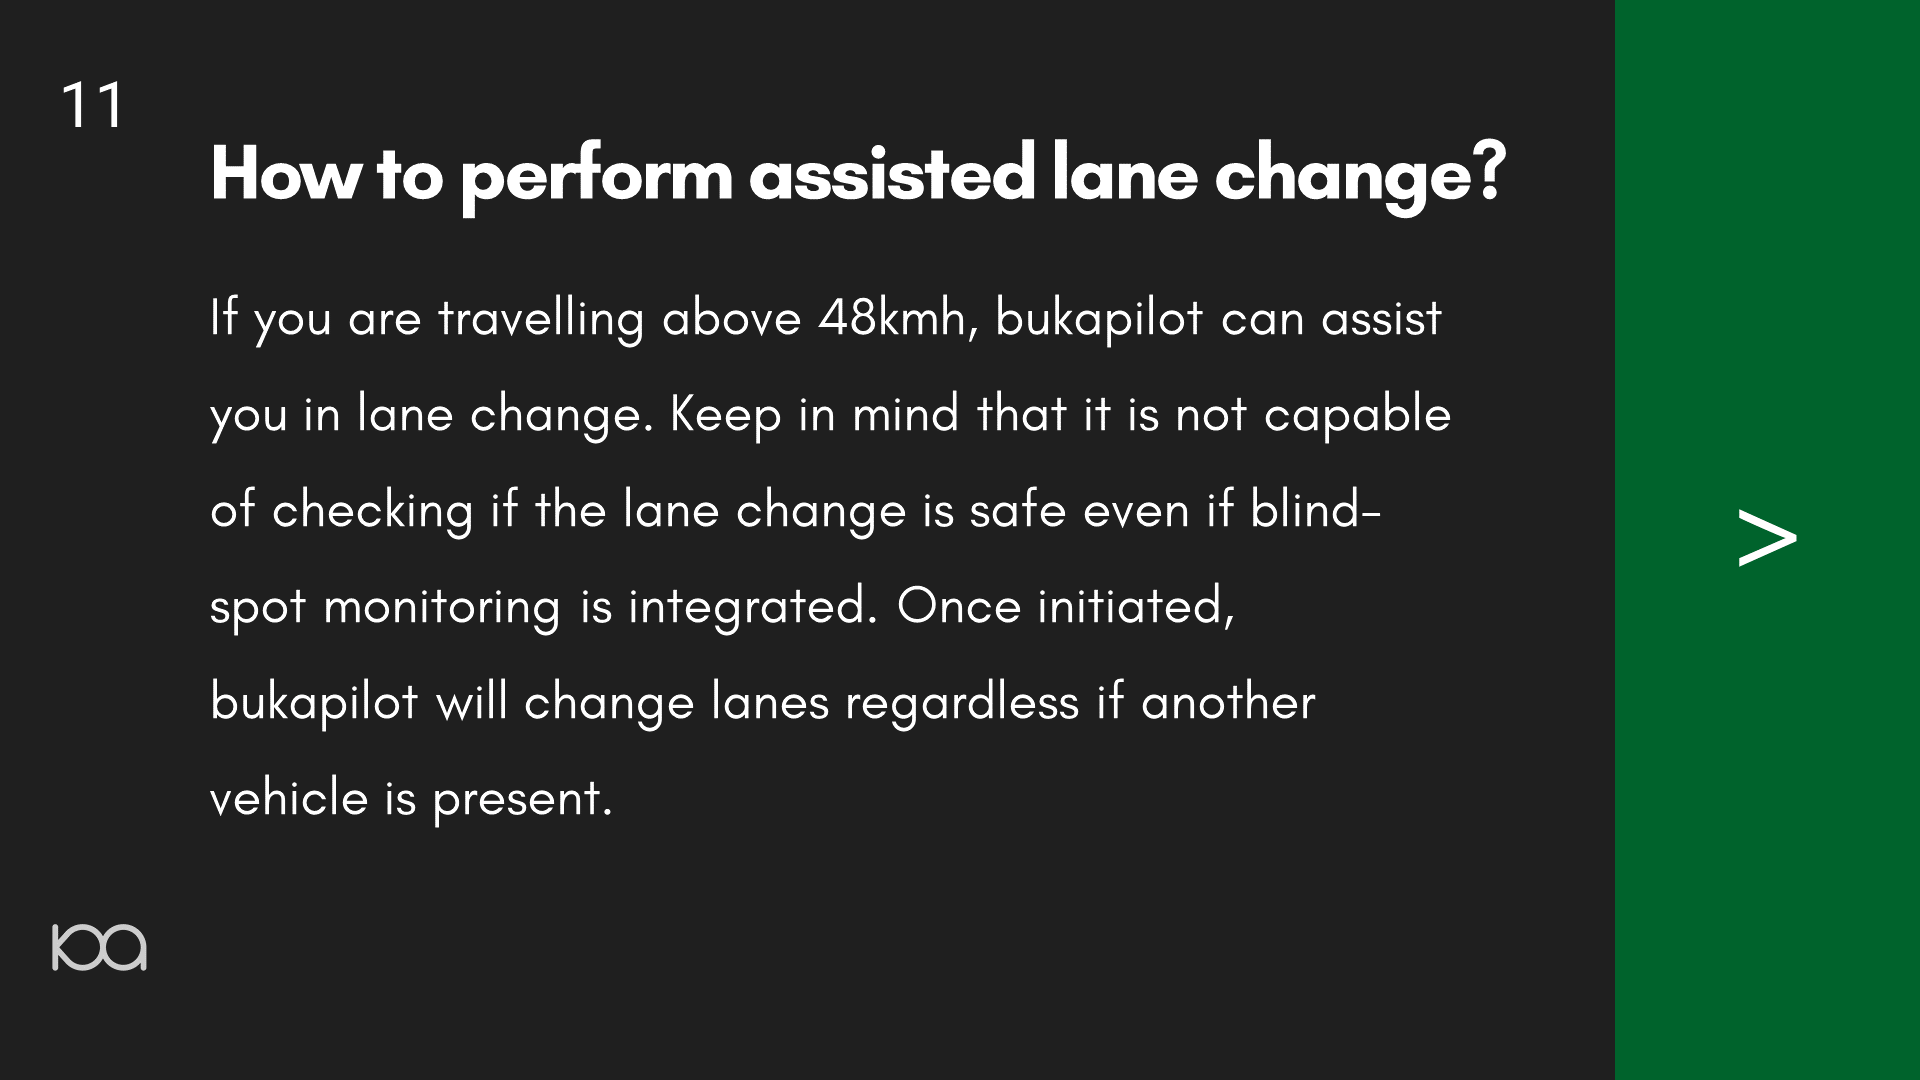 11
How to perform assisted lane change?
If you are travelling above 48kmh, bukapilot can assist
you in lane change. Keep in mind that it is not capable
of checking if the lane change is safe even if blind-
spot monitoring is integrated. Once initiated,
bukapilot will change lanes regardless if another
vehicle is present.
>